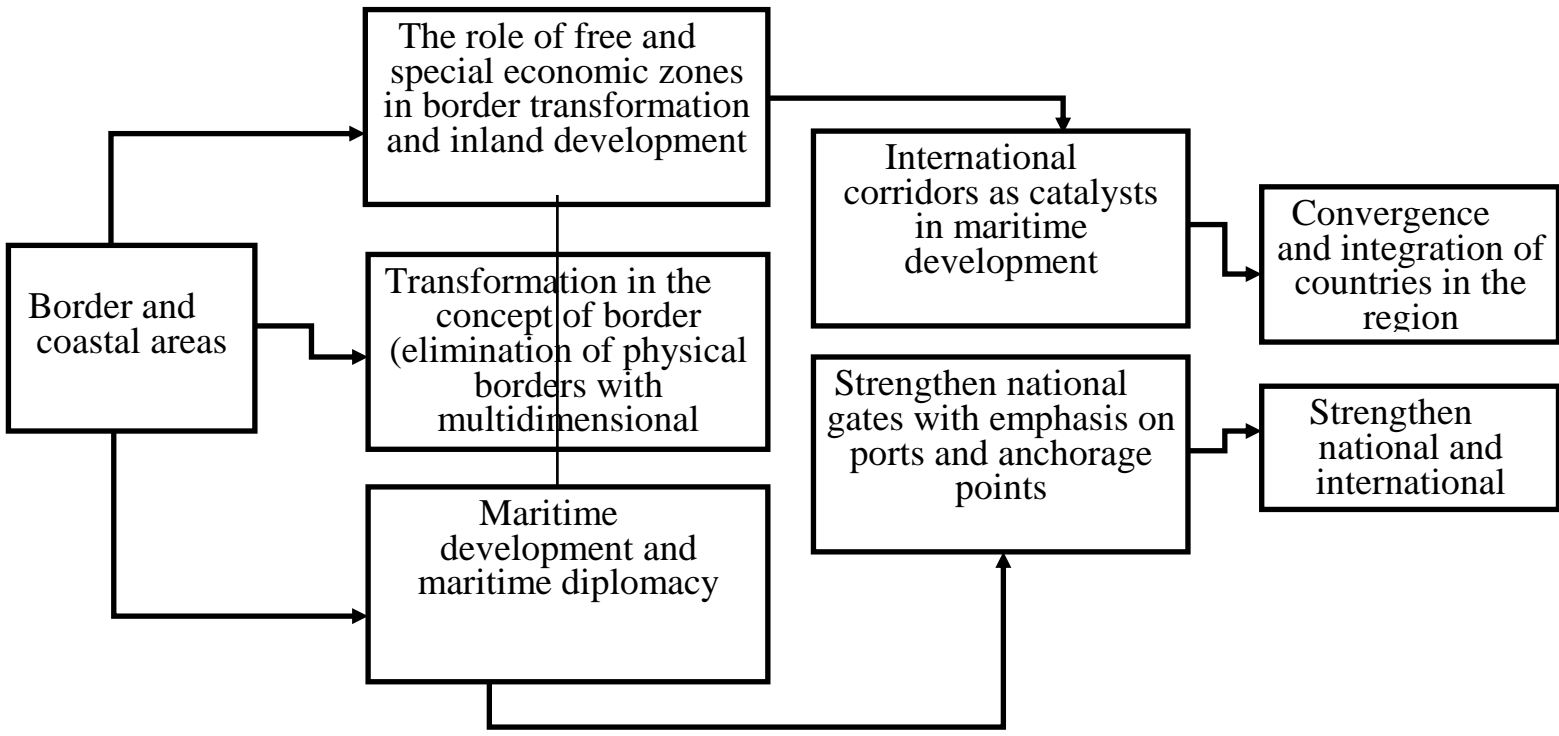 The role of free and
special economic zones
in border transformation
and inland development
International
corridors as catalysts
in maritime
development
Convergence
and integration of
countries in the
region
Border and
coastal areas
Transformation in the
concept of border
(elimination of physical
borders with
multidimensional
Strengthen national
gates with emphasis on
ports and anchorage
points
Strengthen
national and
international
Maritime
development and
maritime diplomacy